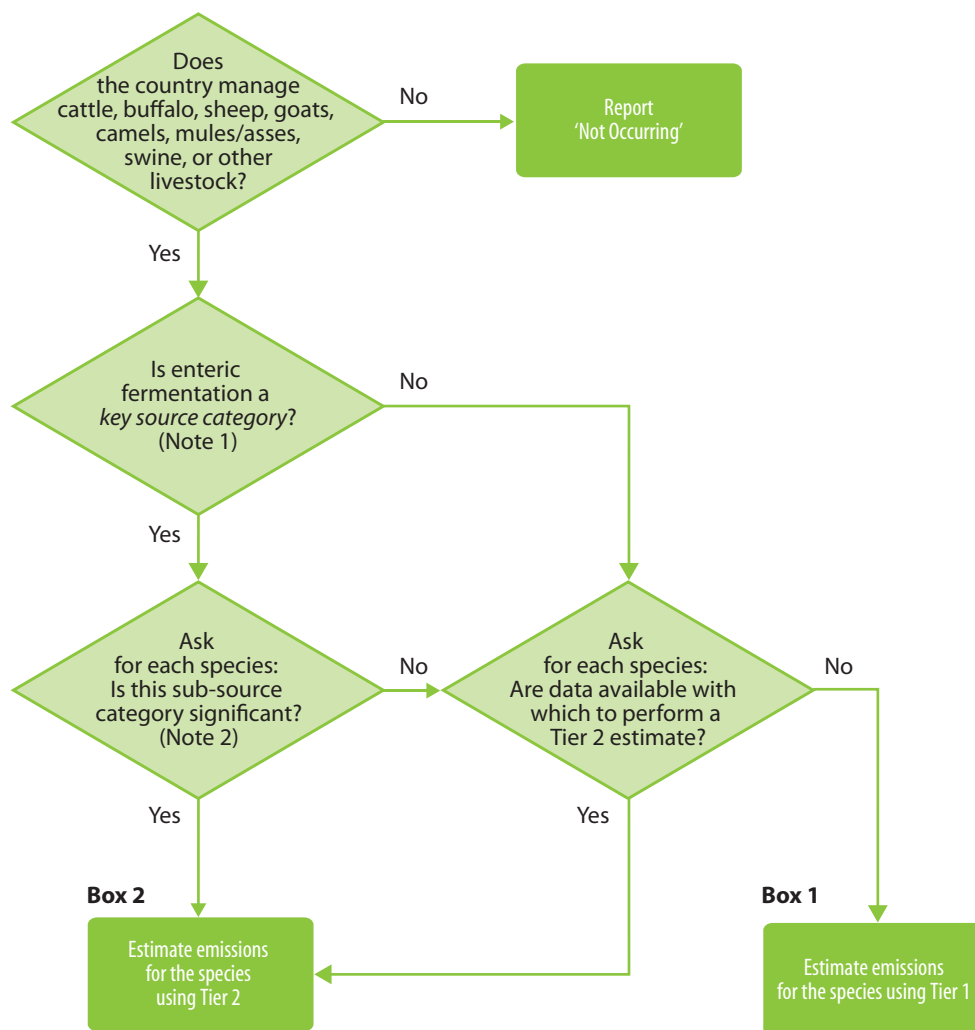 Does
the country manage
cattle, buffalo, sheep, goats,
camels, mules/asses,
swine, or other
livestock?
No
Report
‘Not Occurring’
Yes
Is enteric
fermentation a
key source category?
(Note 1)
No
Yes
Ask
for each species:
Is this sub-source
category significant?
(Note 2)
No
Ask
for each species:
Are data available with
which to perform a
Tier 2 estimate?
No
Yes
Yes
Box 2
Estimate emissions
for the species
using Tier 2
Box 1
Estimate emissions
for the species using Tier 1